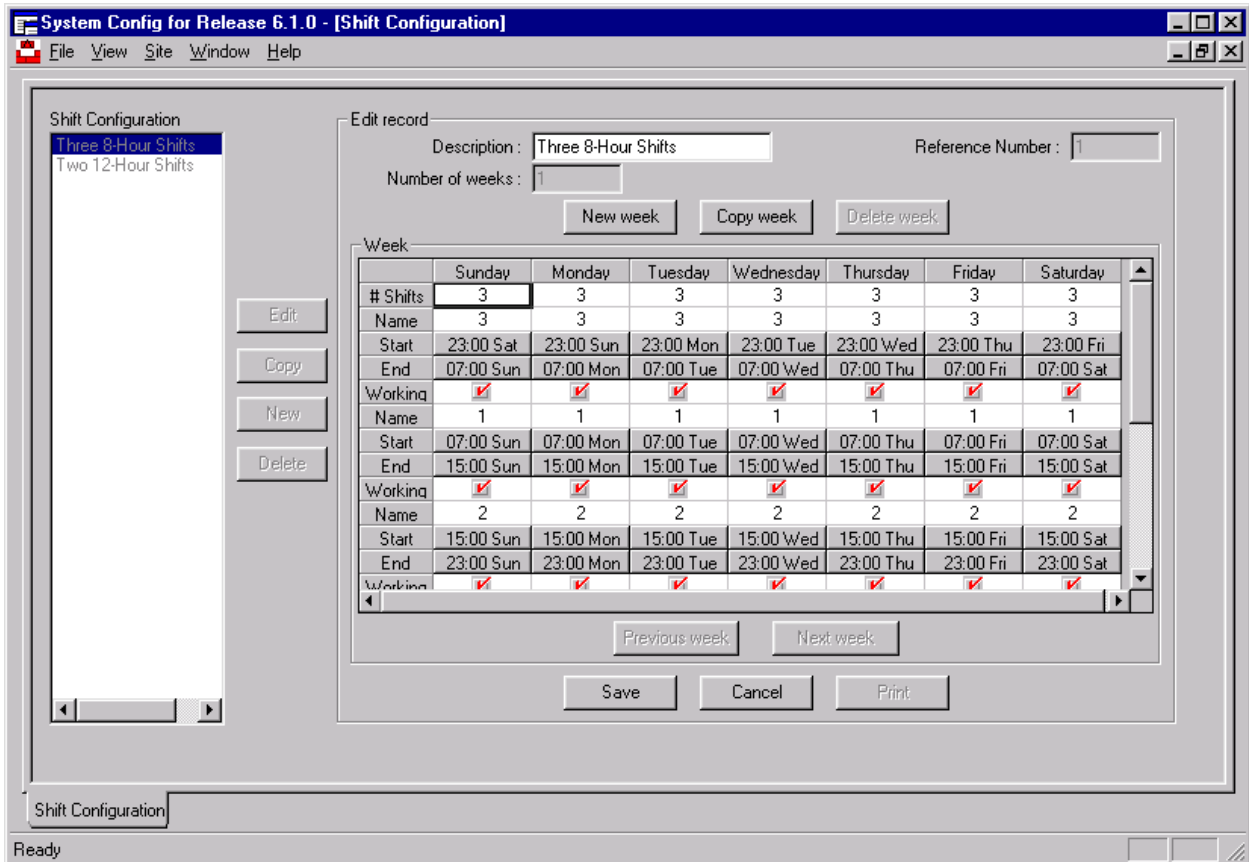 System Config for Release 6.1.0 - [Shift Configuration]
File View Site Window Help
Shift Configuration
Three 8-Hour Shifts
Two 12-Hour Shifts
Edit
Copy
New
Delete
Edit record
Description : Three 8-Hour Shifts Reference Number : 1
Number of weeks : 1
New week Copy week Delete week
Week
Sunday Monday Tuesday Wednesday Thursday Friday Saturday
# Shifts 3 3 3 3 3 3 3
Name 3 3 3 3 3 3 3
Start 23:00 Sat 23:00 Sun 23:00 Mon 23:00 Tue 23:00 Wed 23:00 Thu 23:00 Fri
End 07:00 Sun 07:00 Mon 07:00 Tue 07:00 Wed 07:00 Thu 07:00 Fri 07:00 Sat
Working
Name 1 1 1 1 1 1 1
Start 07:00 Sun 07:00 Mon 07:00 Tue 07:00 Wed 07:00 Thu 07:00 Fri 07:00 Sat
End 15:00 Sun 15:00 Mon 15:00 Tue 15:00 Wed 15:00 Thu 15:00 Fri 15:00 Sat
Working
Name 2 2 2 2 2 2 2
Start 15:00 Sun 15:00 Mon 15:00 Tue 15:00 Wed 15:00 Thu 15:00 Fri 15:00 Sat
End 23:00 Sun 23:00 Mon 23:00 Tue 23:00 Wed 23:00 Thu 23:00 Fri 23:00 Sat
Working
Previous week Next week
Save Cancel Print
Shift Configuration
Ready